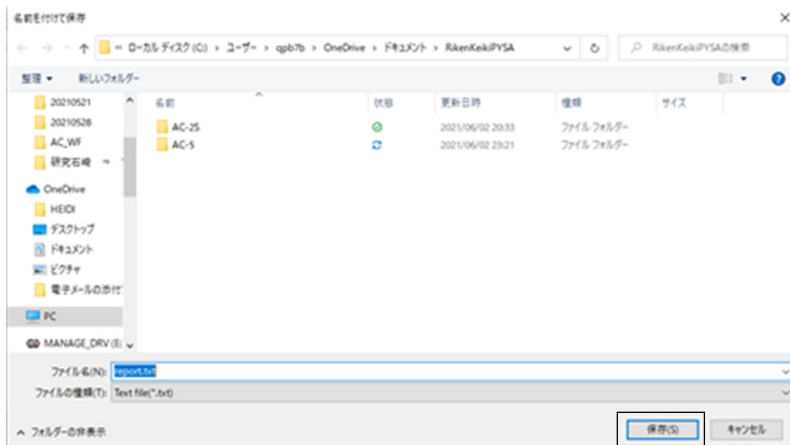 名前を付けて保存
« ローカル ディスク (C:) › ユーザー › qpb7b › OneDrive › ドキュメント › RikenKeikiPYSA
RikenKeikiPYSAの検索
整理 新しいフォルダー
名前 状態 更新日時 種類 サイズ
20210521
20210528
AC_WF
研究石崎
OneDrive
HEIDI
デスクトップ
ドキュメント
ピクチャ
電子メールの添付
PC
MANAGE_DRV (E:
AC-25 2021/06/02 20:33 ファイル フォルダー
AC-5 2021/06/02 23:21 ファイル フォルダー
ファイル名(N): report.txt
ファイルの種類(T): Text file(*.txt)
フォルダーの非表示
保存(S) キャンセル